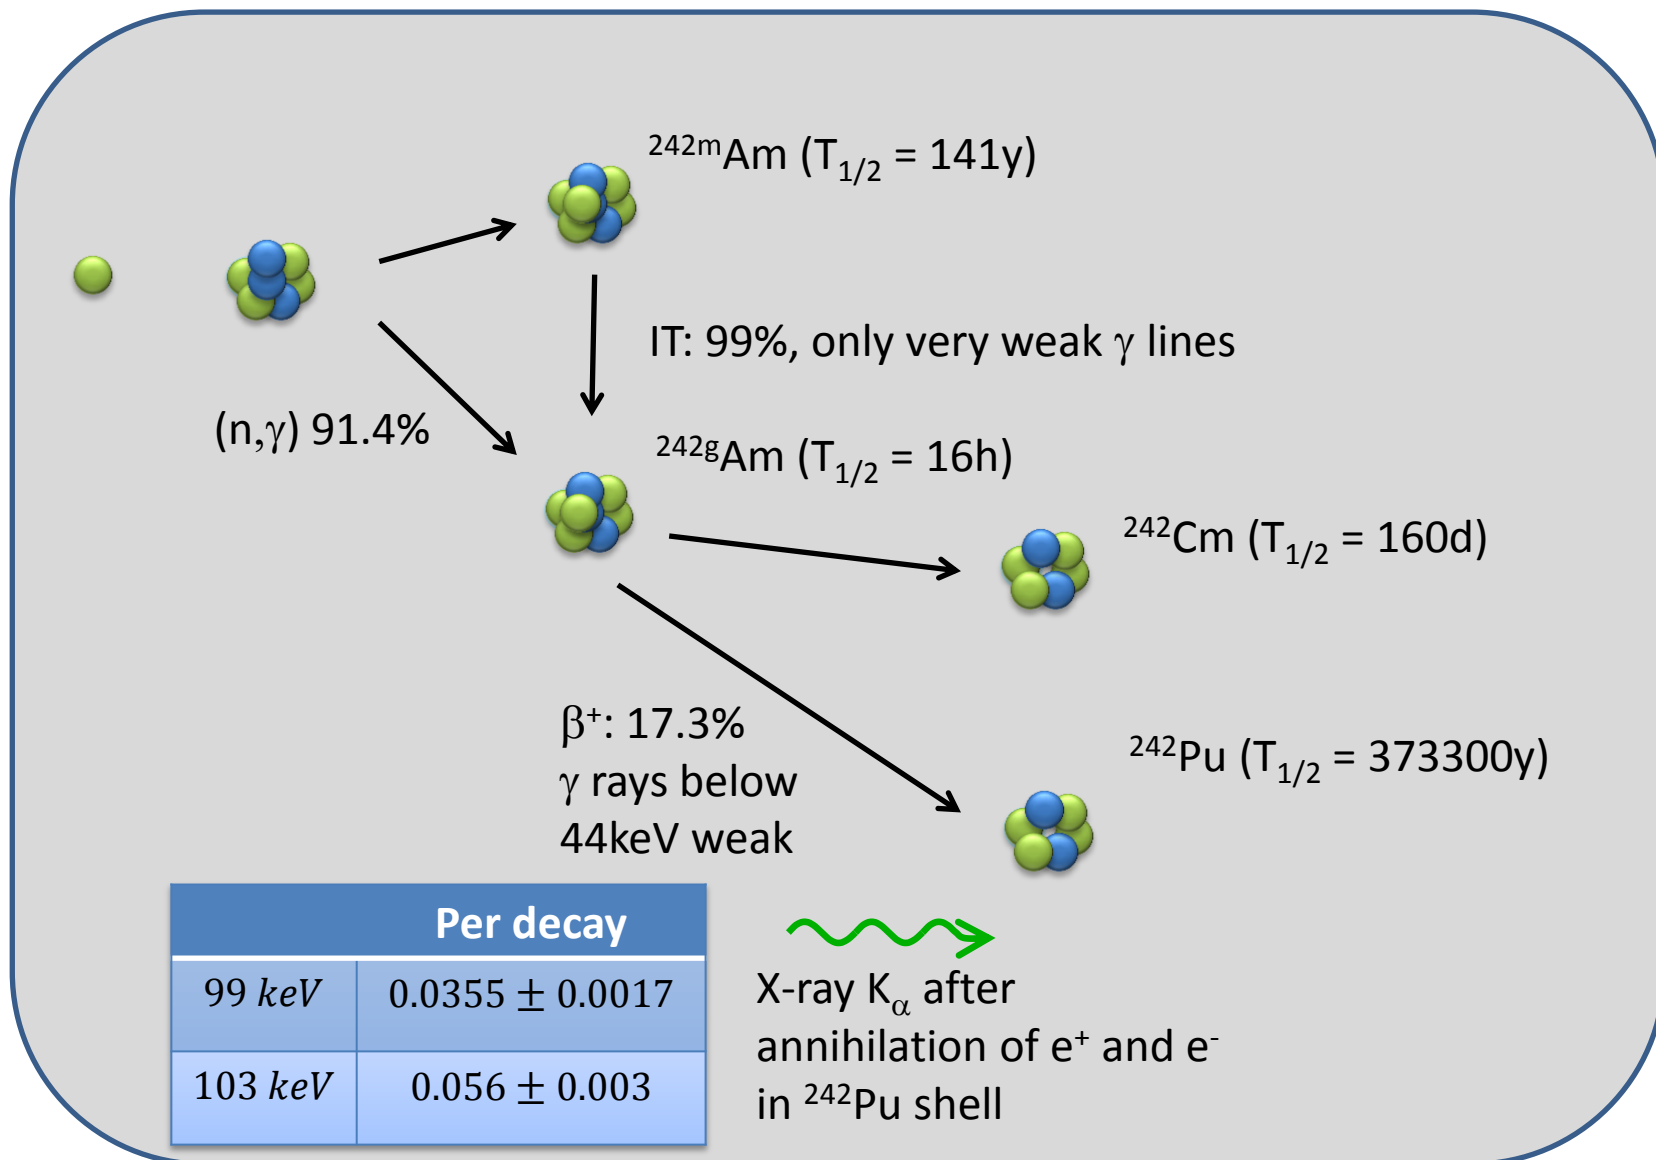 ²⁴²ᵐAm (T₁/₂ = 141y)
IT: 99%, only very weak γ lines
(n,γ) 91.4%
²⁴²ᵍAm (T₁/₂ = 16h)
²⁴²Cm (T₁/₂ = 160d)
β⁺: 17.3%
γ rays below
44keV weak
²⁴²Pu (T₁/₂ = 373300y)
Per decay
99 keV 0.0355 ± 0.0017
103 keV 0.056 ± 0.003
X-ray Kα after
annihilation of e⁺ and e⁻
in ²⁴²Pu shell